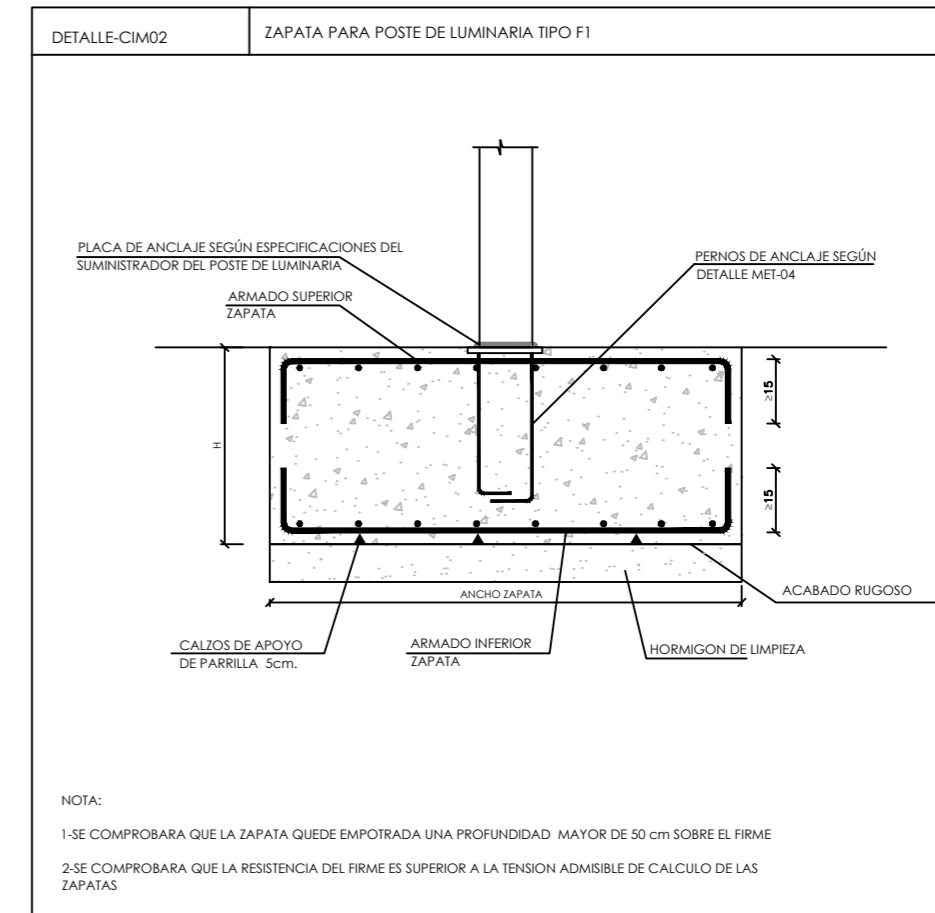 DETALLE-CIM02
ZAPATA PARA POSTE DE LUMINARIA TIPO F1
PLACA DE ANCLAJE SEGÚN ESPECIFICACIONES DEL
SUMINISTRADOR DEL POSTE DE LUMINARIA
PERNOS DE ANCLAJE SEGÚN
DETALLE MET-04
ARMADO SUPERIOR
ZAPATA
≥15
H
≥15
ANCHO ZAPATA
ACABADO RUGOSO
CALZOS DE APOYO
DE PARRILLA 5cm.
ARMADO INFERIOR
ZAPATA
HORMIGON DE LIMPIEZA
NOTA:
1-SE COMPROBARA QUE LA ZAPATA QUEDE EMPOTRADA UNA PROFUNDIDAD MAYOR DE 50 cm SOBRE EL FIRME
2-SE COMPROBARA QUE LA RESISTENCIA DEL FIRME ES SUPERIOR A LA TENSION ADMISIBLE DE CALCULO DE LAS
ZAPATAS